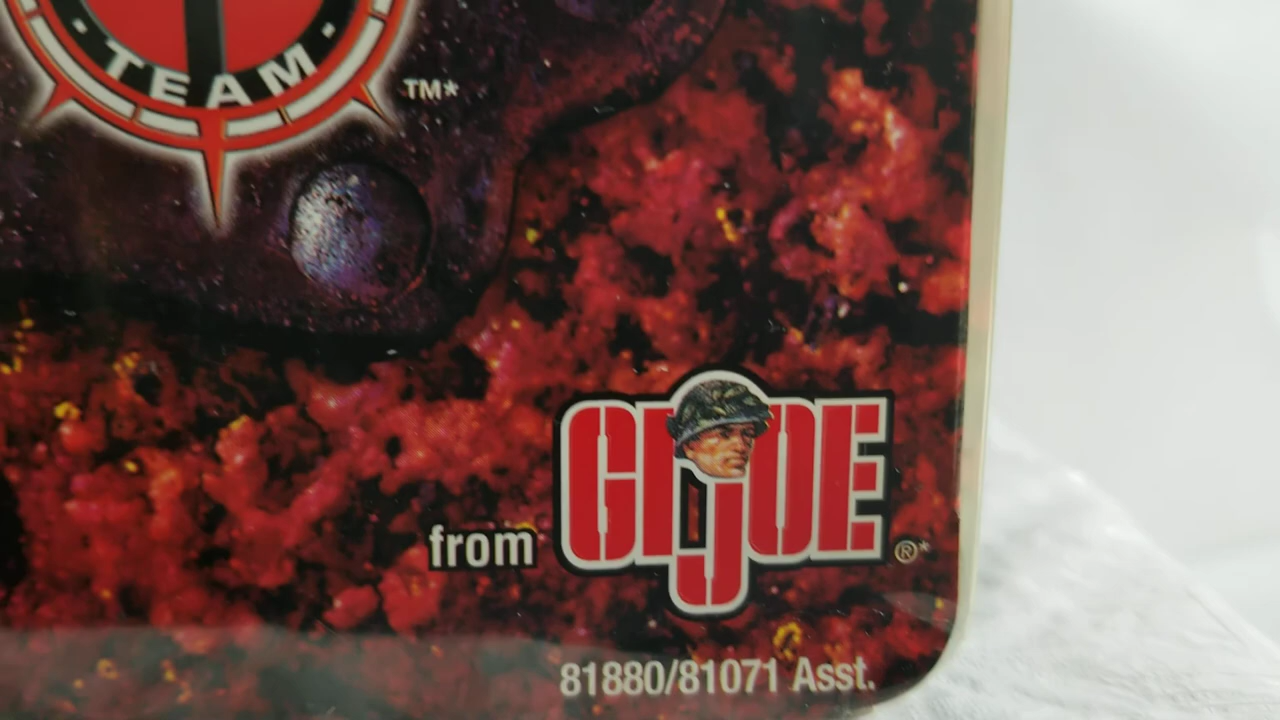 · TEAM ·
TM*
from GI JOE ®*
81880/81071 Asst.